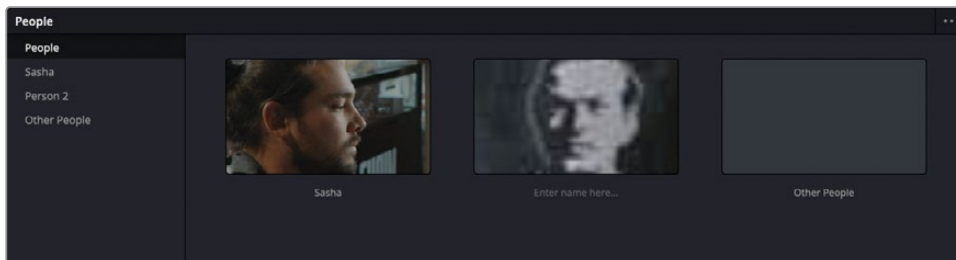 People
People
Sasha
Person 2
Other People
Sasha
Enter name here...
Other People